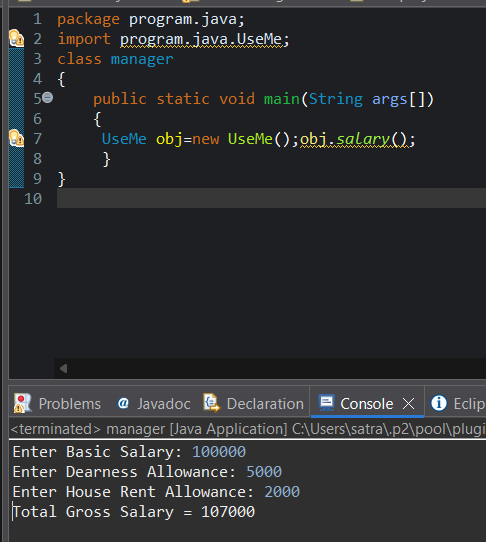 1 package program.java;
2 import program.java.UseMe;
3 class manager
4 {
5 public static void main(String args[])
6 {
7 UseMe obj=new UseMe();obj.salary();
8 }
9 }
10
Problems @ Javadoc Declaration Console Eclip
<terminated> manager [Java Application] C:\Users\satra\.p2\pool\plugi
Enter Basic Salary: 100000
Enter Dearness Allowance: 5000
Enter House Rent Allowance: 2000
Total Gross Salary = 107000